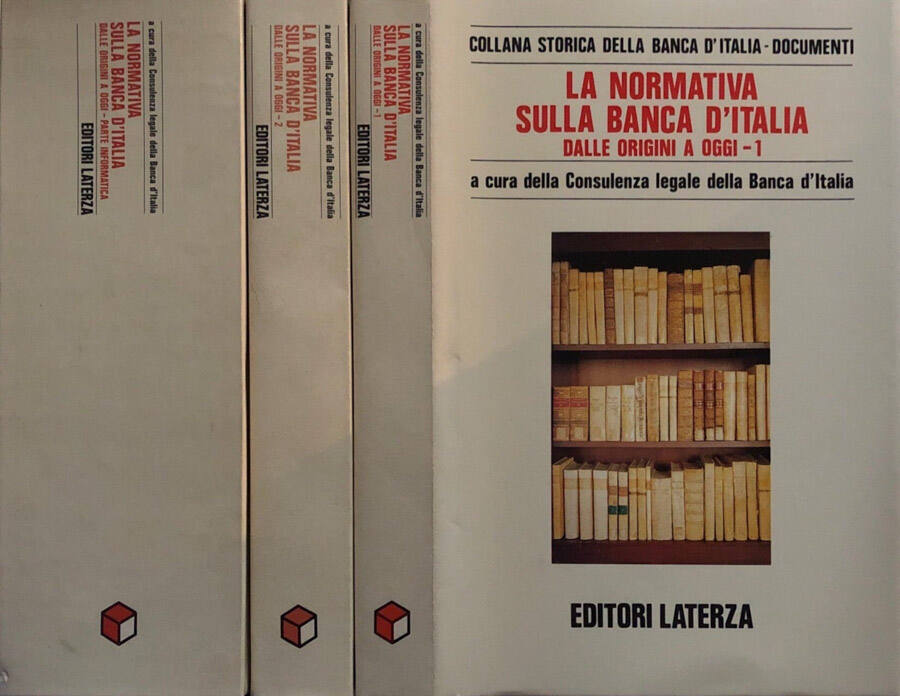 a cura della Consulenza legale della Banca d'Italia
LA NORMATIVA
SULLA BANCA D'ITALIA
DALLE ORIGINI A OGGI - PARTE INFORMATICA
EDITORI LATERZA
a cura della Consulenza legale della Banca d'Italia
LA NORMATIVA
SULLA BANCA D'ITALIA
DALLE ORIGINI A OGGI - 2
EDITORI LATERZA
a cura della Consulenza legale della Banca d'Italia
LA NORMATIVA
SULLA BANCA D'ITALIA
DALLE ORIGINI A OGGI - 1
EDITORI LATERZA
COLLANA STORICA DELLA BANCA D'ITALIA - DOCUMENTI
LA NORMATIVA
SULLA BANCA D'ITALIA
DALLE ORIGINI A OGGI - 1
a cura della Consulenza legale della Banca d'Italia
EDITORI LATERZA